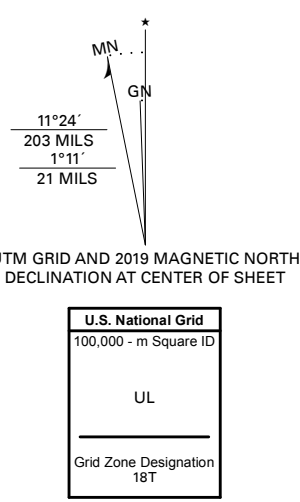 ★
MN
GN
11°24´
203 MILS
1°11´
21 MILS
UTM GRID AND 2019 MAGNETIC NORTH
DECLINATION AT CENTER OF SHEET
U.S. National Grid
100,000 - m Square ID
UL
Grid Zone Designation
18T